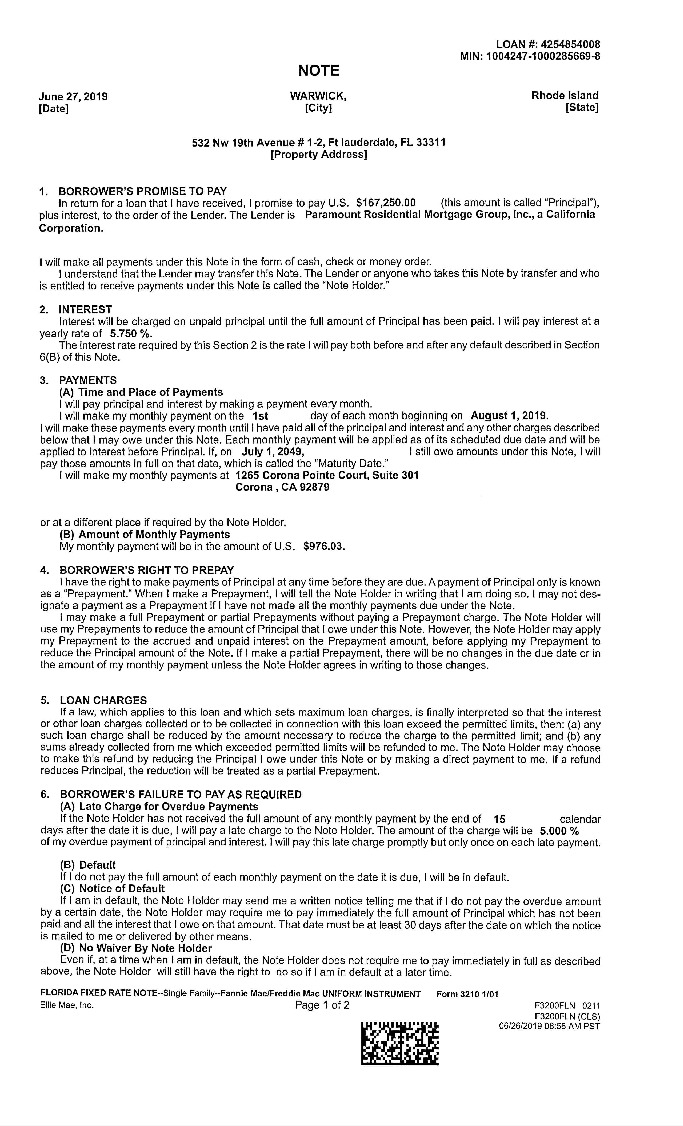 LOAN #: 4254854008
MIN: 1004247-1000285669-8
NOTE
June 27, 2019 WARWICK, Rhode Island
[Date] [City] [State]
532 Nw 19th Avenue # 1-2, Ft lauderdale, FL 33311
[Property Address]
1. BORROWER'S PROMISE TO PAY
In return for a loan that I have received, I promise to pay U.S. $167,250.00 (this amount is called "Principal"),
plus interest, to the order of the Lender. The Lender is Paramount Residential Mortgage Group, Inc., a California
Corporation.
I will make all payments under this Note in the form of cash, check or money order.
I understand that the Lender may transfer this Note. The Lender or anyone who takes this Note by transfer and who
is entitled to receive payments under this Note is called the "Note Holder."
2. INTEREST
Interest will be charged on unpaid principal until the full amount of Principal has been paid. I will pay interest at a
yearly rate of 5.750 %.
The interest rate required by this Section 2 is the rate I will pay both before and after any default described in Section
6(B) of this Note.
3. PAYMENTS
(A) Time and Place of Payments
I will pay principal and interest by making a payment every month.
I will make my monthly payment on the 1st day of each month beginning on August 1, 2019.
I will make these payments every month until I have paid all of the principal and interest and any other charges described
below that I may owe under this Note. Each monthly payment will be applied as of its scheduled due date and will be
applied to interest before Principal. If, on July 1, 2049, I still owe amounts under this Note, I will
pay those amounts in full on that date, which is called the "Maturity Date."
I will make my monthly payments at 1265 Corona Pointe Court, Suite 301
Corona , CA 92879
or at a different place if required by the Note Holder.
(B) Amount of Monthly Payments
My monthly payment will be in the amount of U.S. $976.03.
4. BORROWER'S RIGHT TO PREPAY
I have the right to make payments of Principal at any time before they are due. A payment of Principal only is known
as a "Prepayment." When I make a Prepayment, I will tell the Note Holder in writing that I am doing so. I may not des-
ignate a payment as a Prepayment if I have not made all the monthly payments due under the Note.
I may make a full Prepayment or partial Prepayments without paying a Prepayment charge. The Note Holder will
use my Prepayments to reduce the amount of Principal that I owe under this Note. However, the Note Holder may apply
my Prepayment to the accrued and unpaid interest on the Prepayment amount, before applying my Prepayment to
reduce the Principal amount of the Note. If I make a partial Prepayment, there will be no changes in the due date or in
the amount of my monthly payment unless the Note Holder agrees in writing to those changes.
5. LOAN CHARGES
If a law, which applies to this loan and which sets maximum loan charges, is finally interpreted so that the interest
or other loan charges collected or to be collected in connection with this loan exceed the permitted limits, then: (a) any
such loan charge shall be reduced by the amount necessary to reduce the charge to the permitted limit; and (b) any
sums already collected from me which exceeded permitted limits will be refunded to me. The Note Holder may choose
to make this refund by reducing the Principal I owe under this Note or by making a direct payment to me. If a refund
reduces Principal, the reduction will be treated as a partial Prepayment.
6. BORROWER'S FAILURE TO PAY AS REQUIRED
(A) Late Charge for Overdue Payments
If the Note Holder has not received the full amount of any monthly payment by the end of 15 calendar
days after the date it is due, I will pay a late charge to the Note Holder. The amount of the charge will be 5.000 %
of my overdue payment of principal and interest. I will pay this late charge promptly but only once on each late payment.
(B) Default
If I do not pay the full amount of each monthly payment on the date it is due, I will be in default.
(C) Notice of Default
If I am in default, the Note Holder may send me a written notice telling me that if I do not pay the overdue amount
by a certain date, the Note Holder may require me to pay immediately the full amount of Principal which has not been
paid and all the interest that I owe on that amount. That date must be at least 30 days after the date on which the notice
is mailed to me or delivered by other means.
(D) No Waiver By Note Holder
Even if, at a time when I am in default, the Note Holder does not require me to pay immediately in full as described
above, the Note Holder will still have the right to do so if I am in default at a later time.
FLORIDA FIXED RATE NOTE--Single Family--Fannie Mae/Freddie Mac UNIFORM INSTRUMENT Form 3210 1/01
Ellie Mae, Inc. Page 1 of 2 F3200FLN 0211
F3200FLN (CLS)
06/26/2019 08:58 AM PST